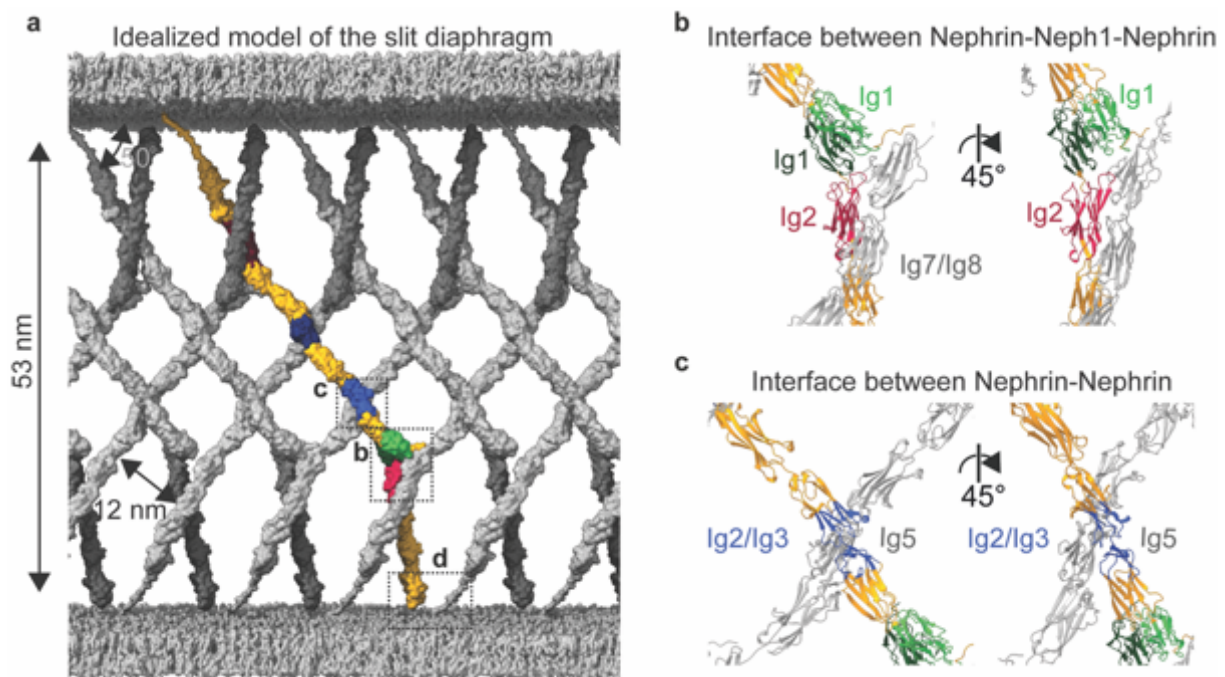 a
Idealized model of the slit diaphragm
50
53 nm
c
b
12 nm
d
b
Interface between Nephrin-Neph1-Nephrin
Ig1
Ig1
Ig1
45°
Ig2
Ig2
Ig7/Ig8
c
Interface between Nephrin-Nephrin
45°
Ig2/Ig3
Ig5
Ig2/Ig3
Ig5